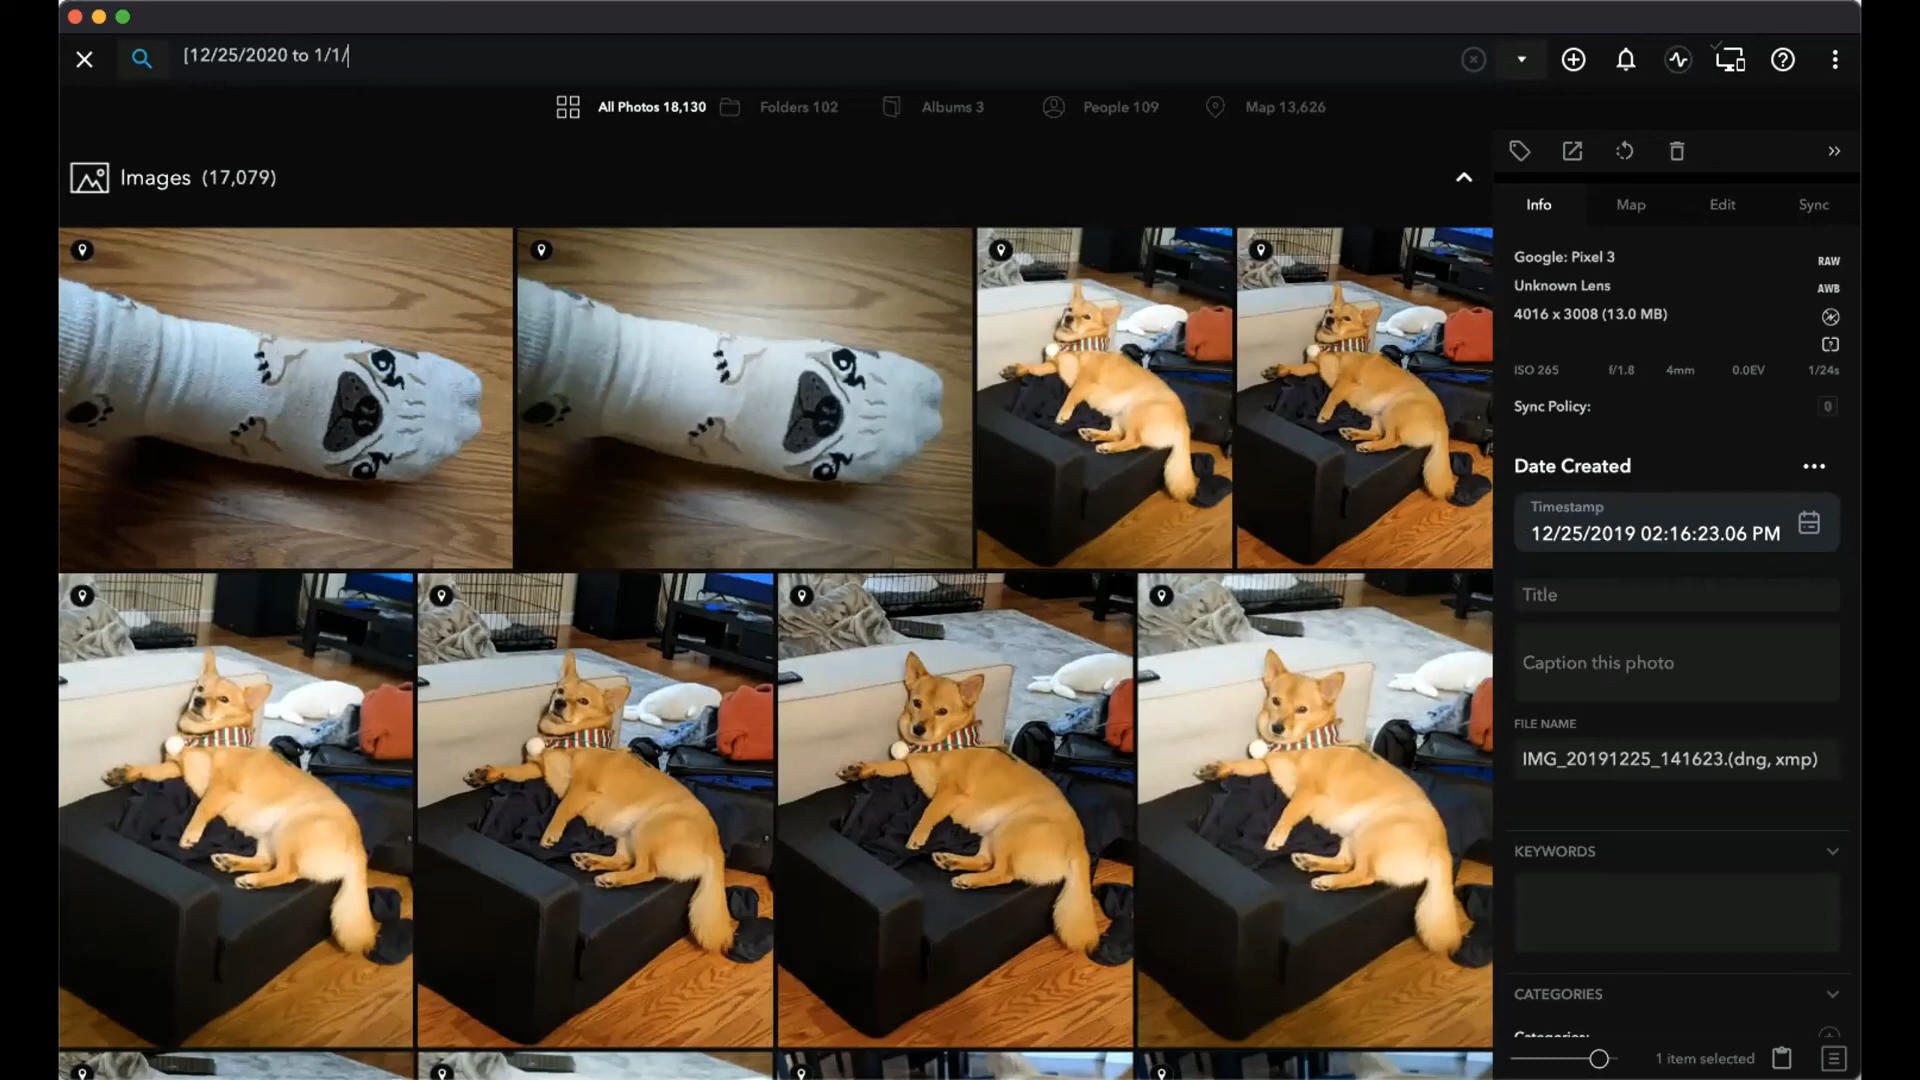 [12/25/2020 to 1/1/
All Photos 18,130
Folders 102
Albums 3
People 109
Map 13,626
Images (17,079)
Info
Map
Edit
Sync
Google: Pixel 3
RAW
Unknown Lens
AWB
4016 x 3008 (13.0 MB)
ISO 265
f/1.8
4mm
0.0EV
1/24s
Sync Policy:
0
Date Created
Timestamp
12/25/2019 02:16:23.06 PM
Title
Caption this photo
FILE NAME
IMG_20191225_141623.(dng, xmp)
KEYWORDS
CATEGORIES
Categories:
1 item selected